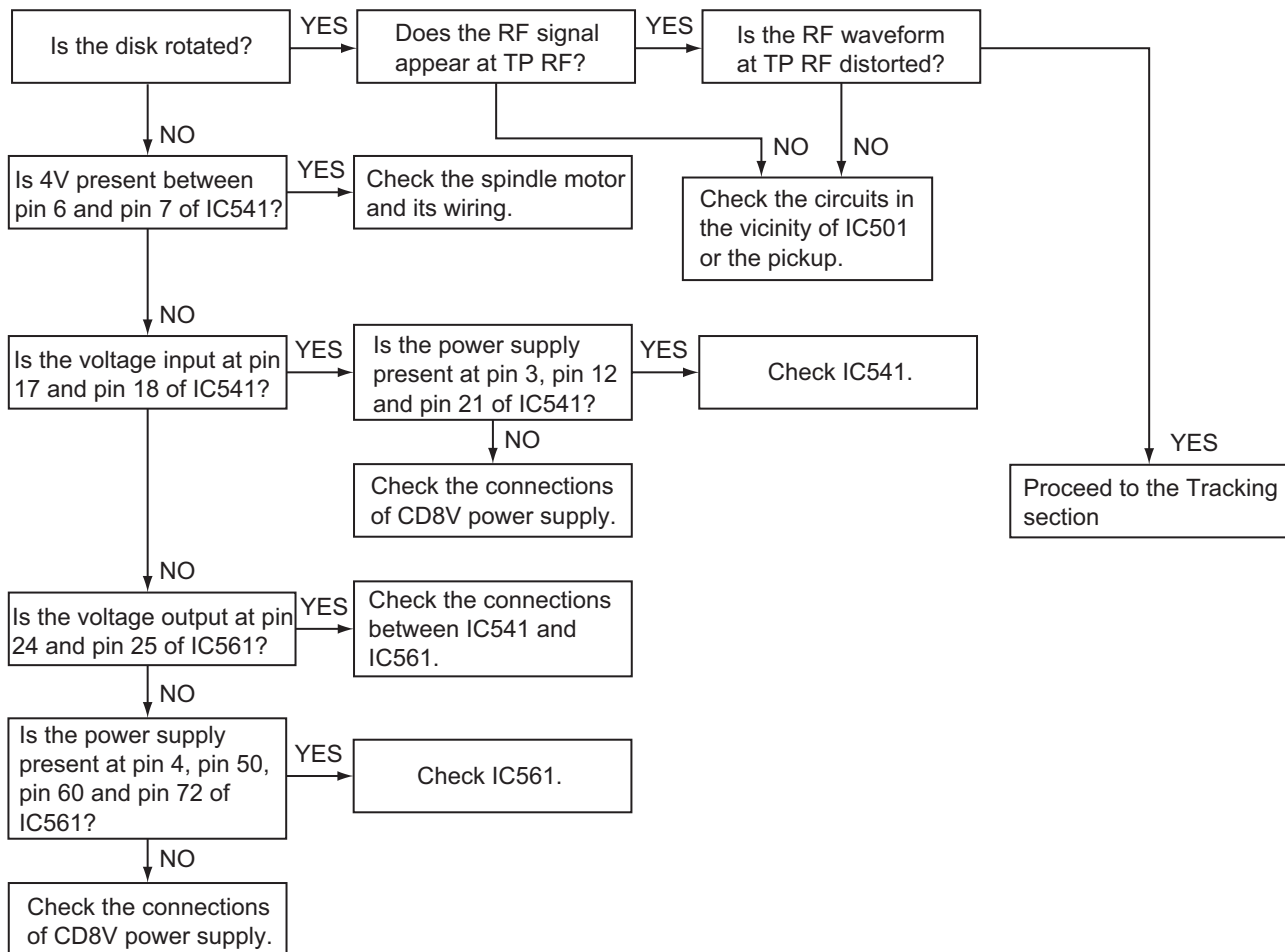 Is the disk rotated?
YES
Does the RF signal
appear at TP RF?
YES
Is the RF waveform
at TP RF distorted?
NO
NO
NO
Is 4V present between
pin 6 and pin 7 of IC541?
YES
Check the spindle motor
and its wiring.
Check the circuits in
the vicinity of IC501
or the pickup.
NO
Is the voltage input at pin
17 and pin 18 of IC541?
YES
Is the power supply
present at pin 3, pin 12
and pin 21 of IC541?
YES
Check IC541.
NO
YES
Check the connections
of CD8V power supply.
Proceed to the Tracking
section
NO
Is the voltage output at pin
24 and pin 25 of IC561?
YES
Check the connections
between IC541 and
IC561.
NO
Is the power supply
present at pin 4, pin 50,
pin 60 and pin 72 of
IC561?
YES
Check IC561.
NO
Check the connections
of CD8V power supply.